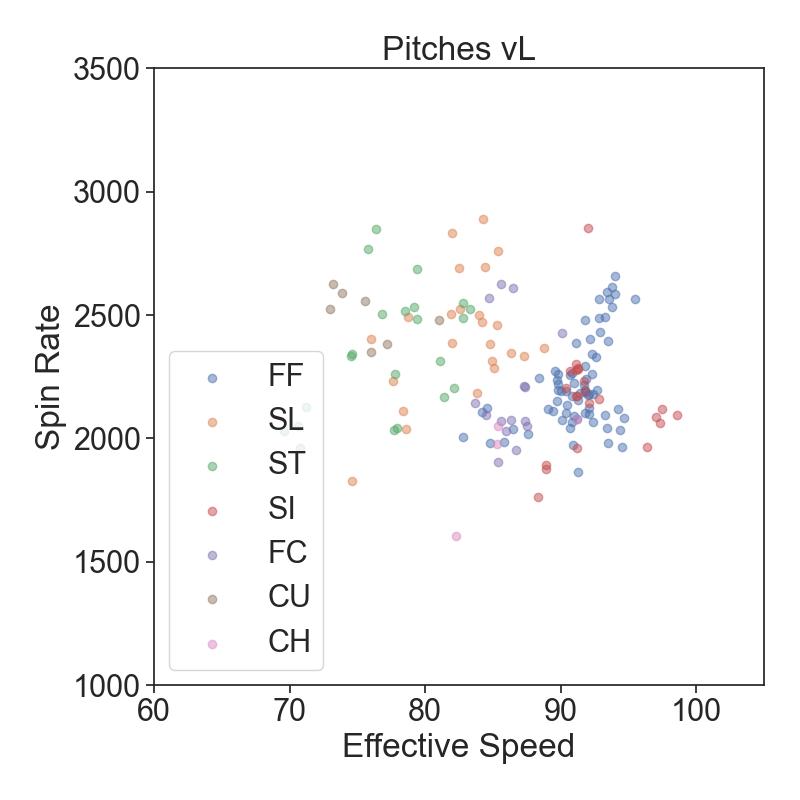 Pitches vL
3500
3000
2500
2000
1500
1000
Spin Rate
FF
SL
ST
SI
FC
CU
CH
60
70
80
90
100
Effective Speed